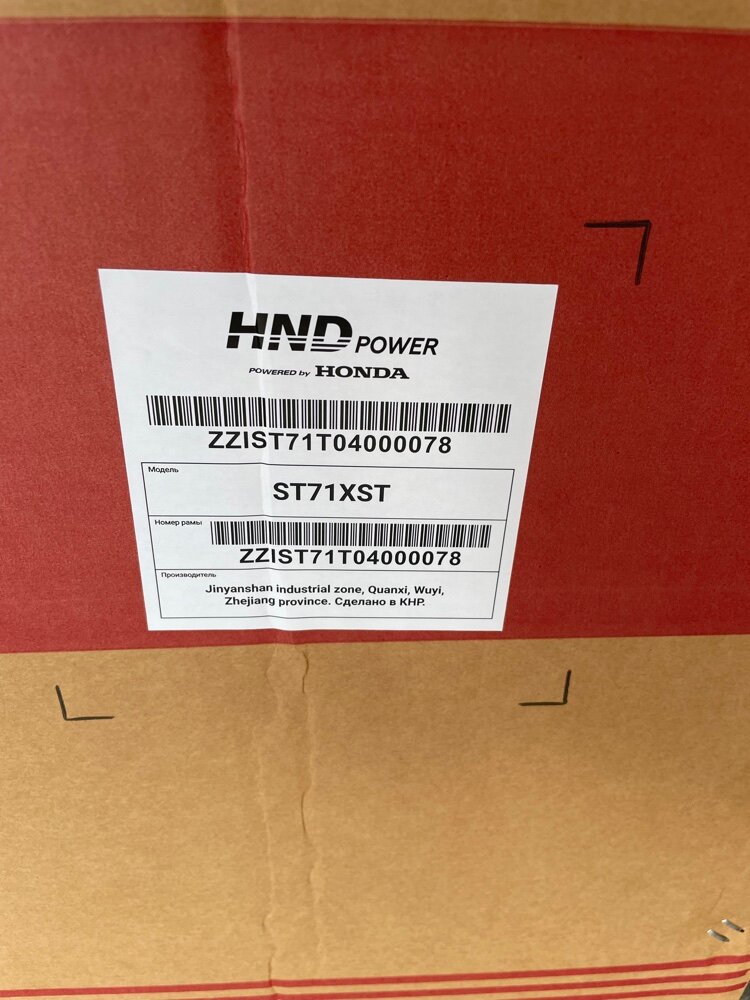 HND POWER
POWERED by HONDA
ZZIST71T04000078
Модель
ST71XST
Номер рамы
ZZIST71T04000078
Производитель
Jinyanshan industrial zone, Quanxi, Wuyi,
Zhejiang province. Сделано в КНР.